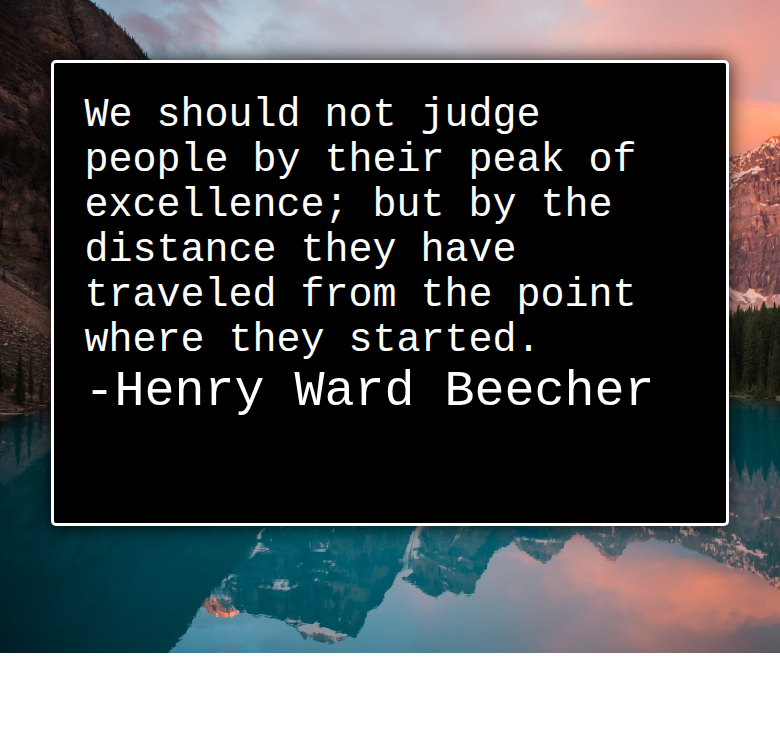 We should not judge
people by their peak of
excellence; but by the
distance they have
traveled from the point
where they started.
-Henry Ward Beecher